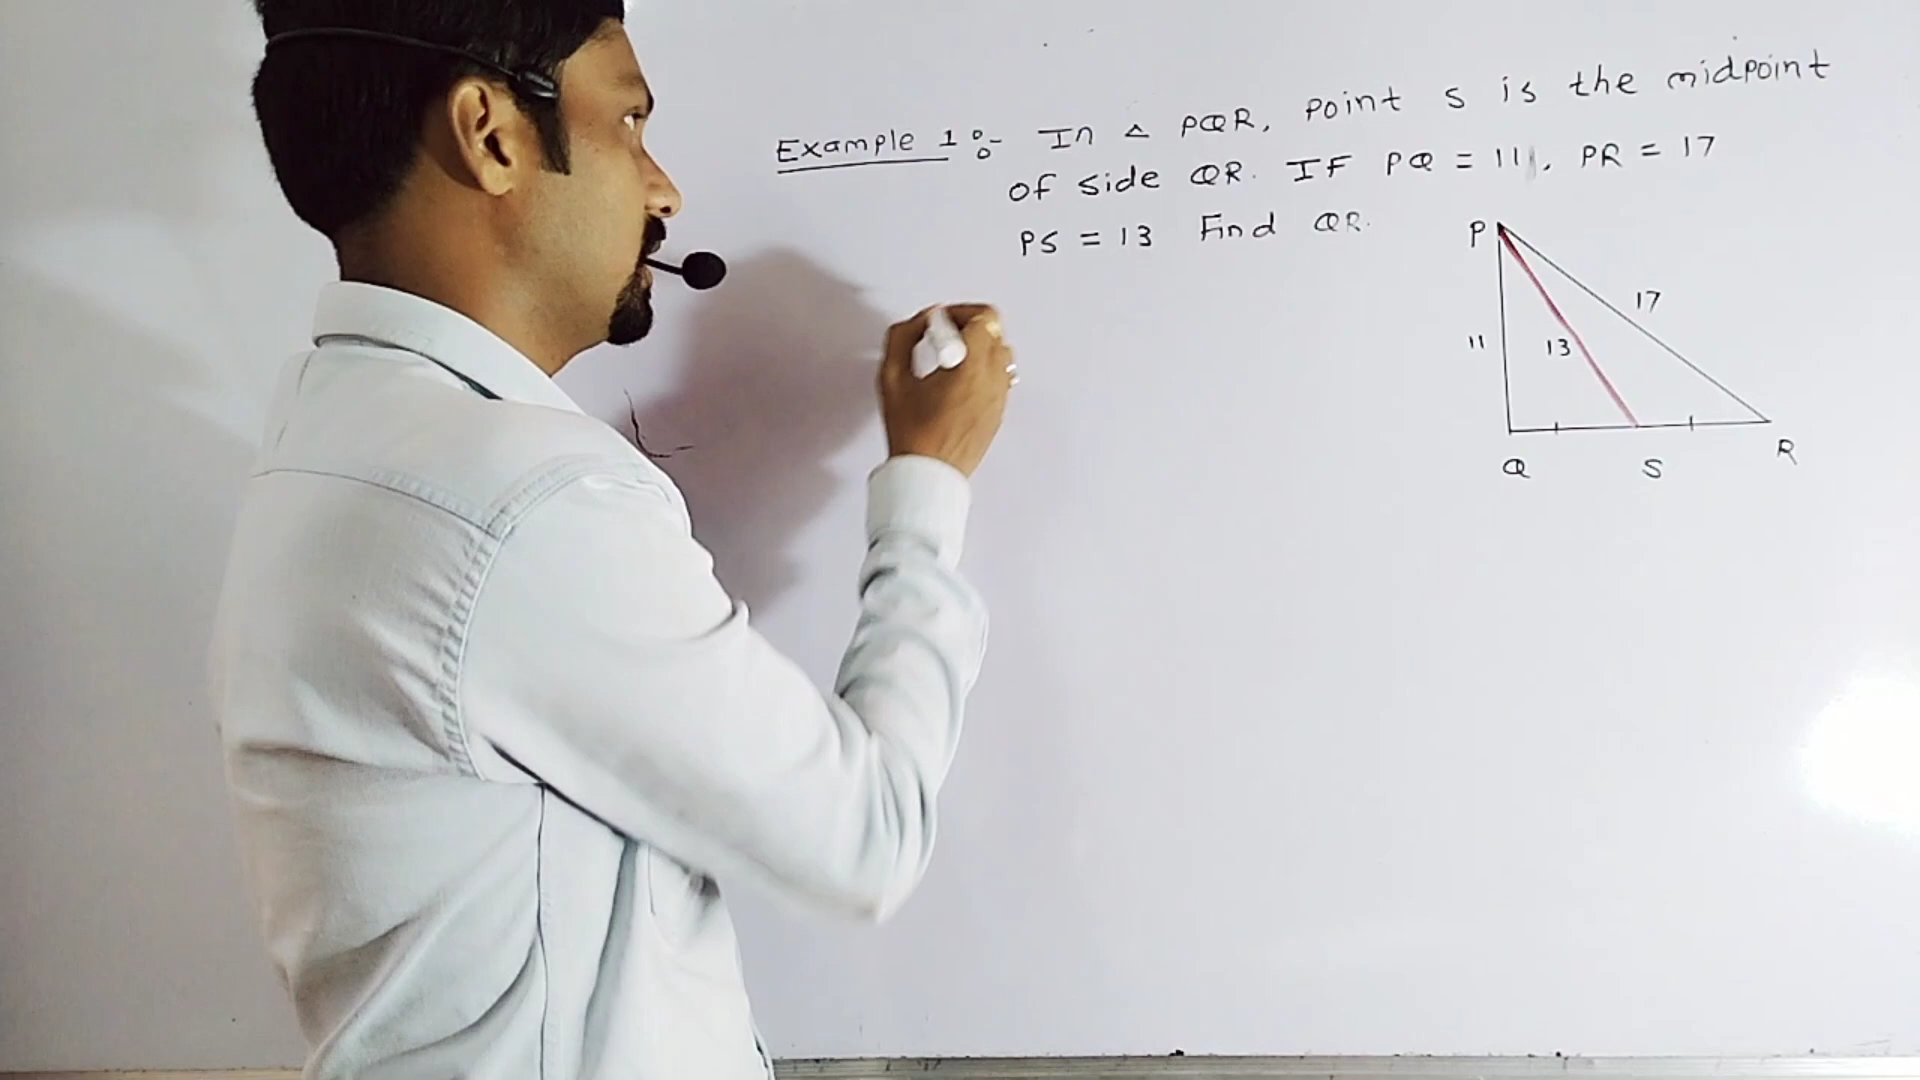 Example 1 :- In △ PQR, point S is the midpoint
of side QR. IF PQ = 11, PR = 17
PS = 13 Find QR.
P
17
11
13
Q
S
R